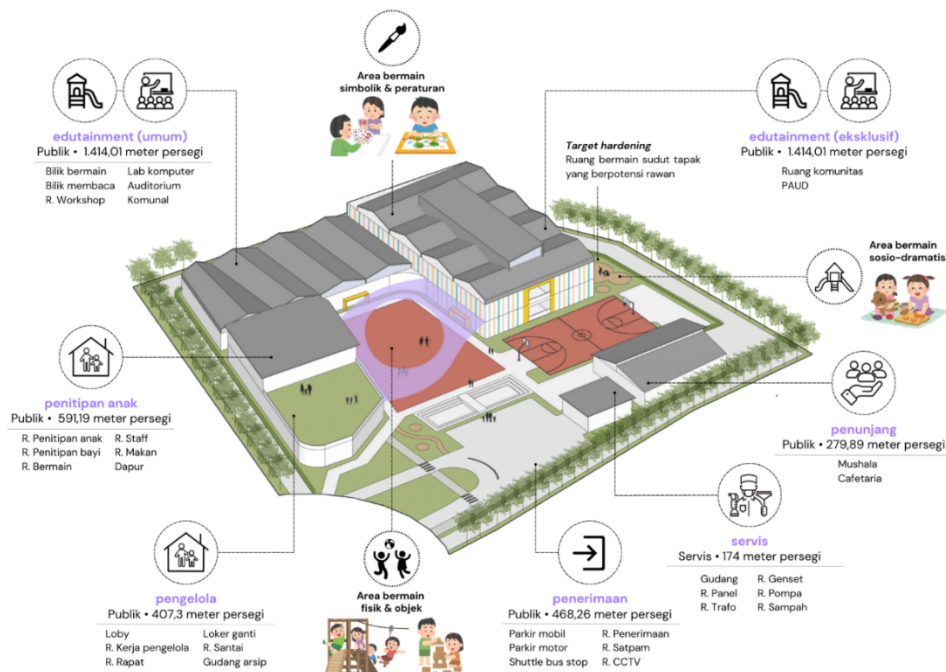 Area bermain
simbolik & peraturan
edutainment (umum)
Publik • 1.414,01 meter persegi
Bilik bermain
Bilik membaca
R. Workshop
Lab komputer
Auditorium
Komunal
edutainment (eksklusif)
Publik • 1.414,01 meter persegi
Ruang komunitas
PAUD
Target hardening
Ruang bermain sudut tapak
yang berpotensi rawan
Area bermain
sosio-dramatis
penitipan anak
Publik • 591,19 meter persegi
R. Penitipan anak
R. Penitipan bayi
R. Bermain
R. Staff
R. Makan
Dapur
penunjang
Publik • 279,89 meter persegi
Mushala
Cafetaria
servis
Servis • 174 meter persegi
Gudang
R. Panel
R. Trafo
R. Genset
R. Pompa
R. Sampah
pengelola
Publik • 407,3 meter persegi
Loby
R. Kerja pengelola
R. Rapat
Loker ganti
R. Santai
Gudang arsip
Area bermain
fisik & objek
penerimaan
Publik • 468,26 meter persegi
Parkir mobil
Parkir motor
Shuttle bus stop
R. Penerimaan
R. Satpam
R. CCTV